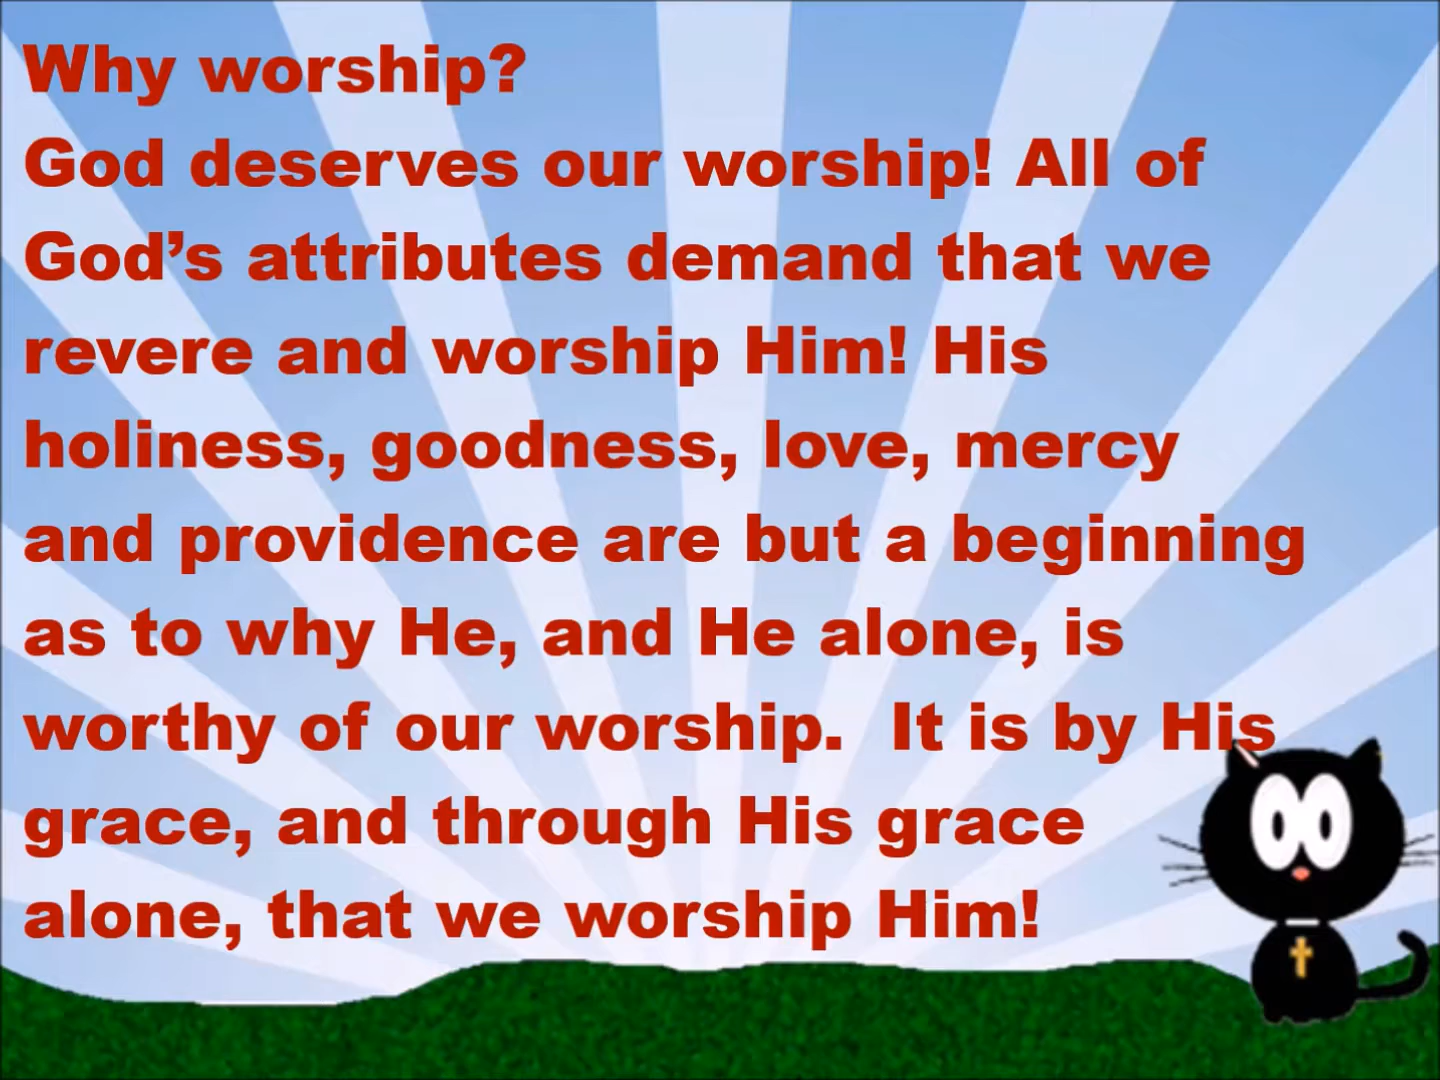 Why worship?
God deserves our worship! All of
God’s attributes demand that we
revere and worship Him! His
holiness, goodness, love, mercy
and providence are but a beginning
as to why He, and He alone, is
worthy of our worship.  It is by His
grace, and through His grace
alone, that we worship Him!